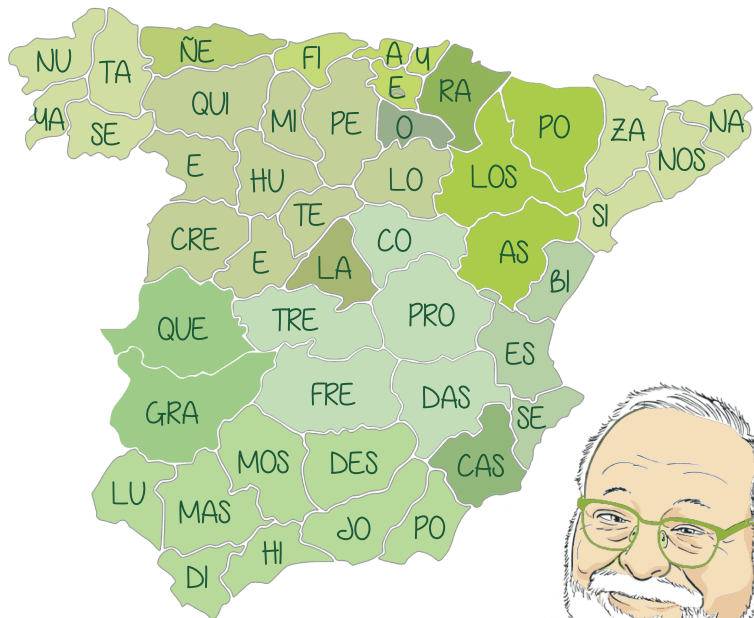 NU
TA
ÑE
FI
A
Y
E
RA
QUI
MI
PE
O
PO
ZA
NA
NOS
YA
SE
E
HU
LO
LOS
SI
CRE
E
TE
LA
CO
AS
BI
QUE
TRE
PRO
ES
GRA
FRE
DAS
SE
CAS
LU
MAS
MOS
DES
DI
HI
JO
PO